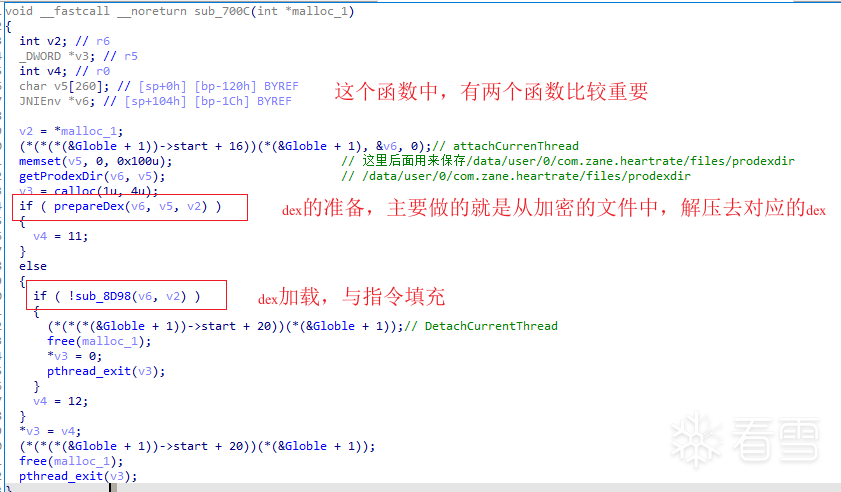 void __fastcall __noreturn sub_700C(int *malloc_1)
{
int v2; // r6
_DWORD *v3; // r5
int v4; // r0
char v5[260]; // [sp+0h] [bp-120h] BYREF
JNIEnv *v6; // [sp+104h] [bp-1Ch] BYREF
这个函数中，有两个函数比较重要
v2 = *malloc_1;
(*(*(*(&Globle + 1))->start + 16))(*(&Globle + 1), &v6, 0);// attachCurrenThread
memset(v5, 0, 0x100u); // 这里后面用来保存/data/user/0/com.zane.heartrate/files/prodexdir
getProdexDir(v6, v5); // /data/user/0/com.zane.heartrate/files/prodexdir
v3 = calloc(1u, 4u);
if ( prepareDex(v6, v5, v2) )
dex的准备，主要做的就是从加密的文件中，解压去对应的dex
{
v4 = 11;
}
else
{
if ( !sub_8D98(v6, v2) )
dex加载，与指令填充
{
(*(*(*(&Globle + 1))->start + 20))(*(&Globle + 1));// DetachCurrentThread
free(malloc_1);
*v3 = 0;
pthread_exit(v3);
}
v4 = 12;
}
*v3 = v4;
(*(*(*(&Globle + 1))->start + 20))(*(&Globle + 1));
free(malloc_1);
pthread_exit(v3);
}
看雪